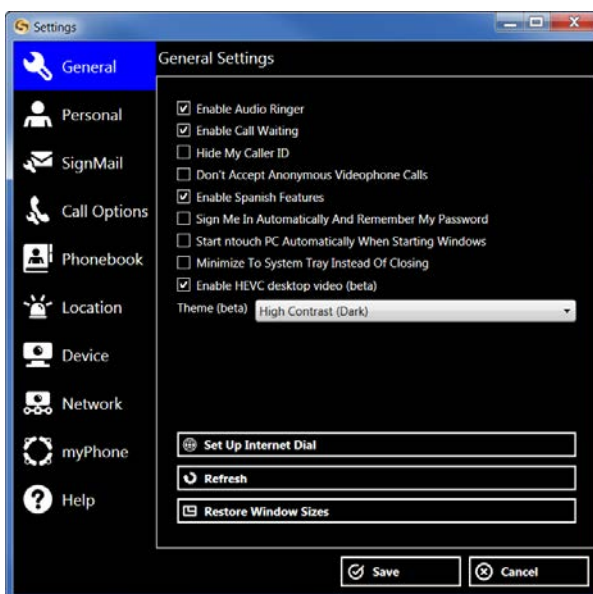 Settings
General
Personal
SignMail
Call Options
Phonebook
Location
Device
Network
myPhone
Help
General Settings
Enable Audio Ringer
Enable Call Waiting
Hide My Caller ID
Don't Accept Anonymous Videophone Calls
Enable Spanish Features
Sign Me In Automatically And Remember My Password
Start ntouch PC Automatically When Starting Windows
Minimize To System Tray Instead Of Closing
Enable HEVC desktop video (beta)
Theme (beta) High Contrast (Dark)
Set Up Internet Dial
Refresh
Restore Window Sizes
Save Cancel